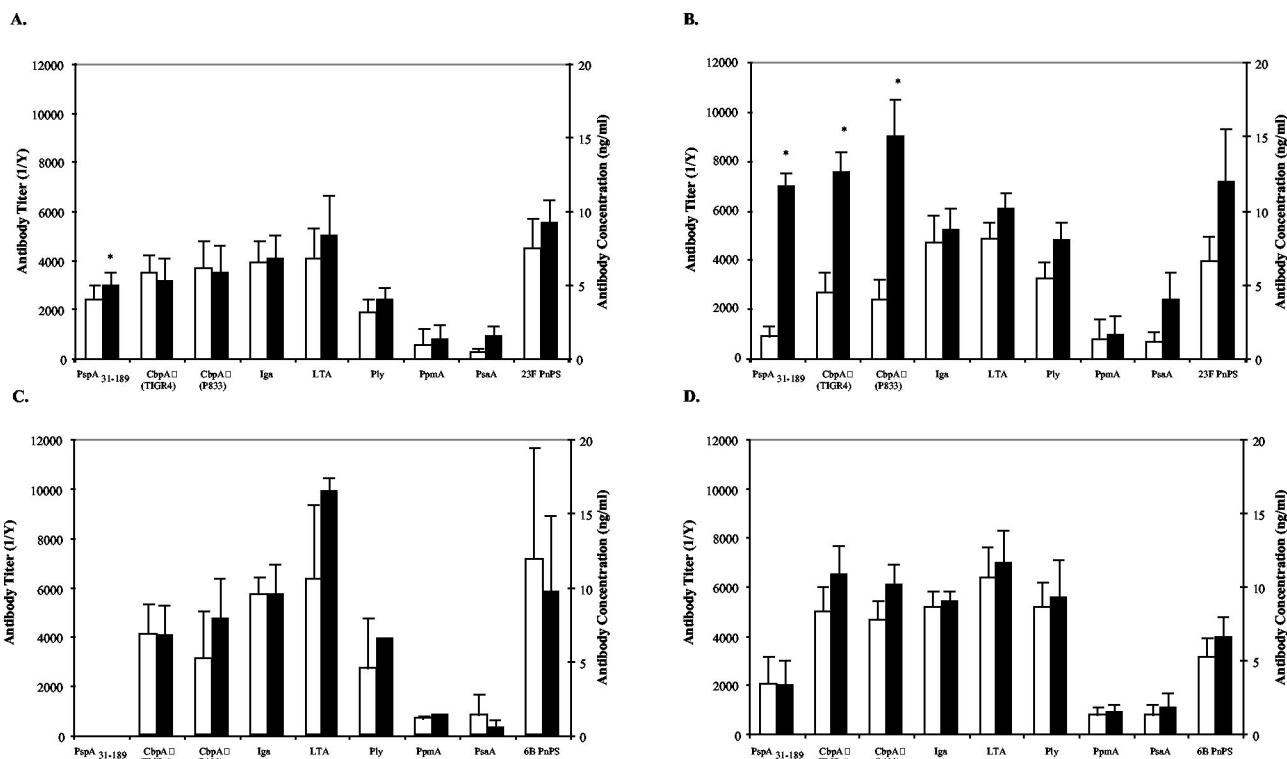 A.
12000
10000
8000
6000
4000
2000
0
Antibody Titer (1/Y)
20
15
10
5
0
Antibody Concentration (ng/ml)
*
PspA 31-189 CbpA□ CbpA□ Iga LTA Ply PpmA PsaA 23F PnPS
(TIGR4) (P833)
B.
12000
10000
8000
6000
4000
2000
0
Antibody Titer (1/Y)
20
15
10
5
0
Antibody Concentration (ng/ml)
* * *
PspA 31-189 CbpA□ CbpA□ Iga LTA Ply PpmA PsaA 23F PnPS
(TIGR4) (P833)
C.
12000
10000
8000
6000
4000
2000
0
Antibody Titer (1/Y)
20
15
10
5
0
Antibody Concentration (ng/ml)
PspA 31-189 CbpA□ CbpA□ Iga LTA Ply PpmA PsaA 6B PnPS
D.
12000
10000
8000
6000
4000
2000
0
Antibody Titer (1/Y)
20
15
10
5
0
Antibody Concentration (ng/ml)
PspA 31-189 CbpA□ CbpA□ Iga LTA Ply PpmA PsaA 6B PnPS